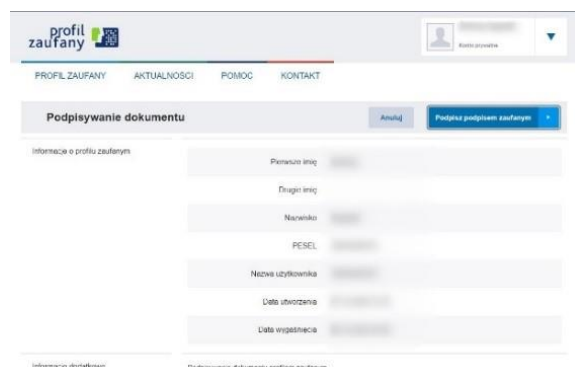 profil
zaufany
Konto prywatne
PROFIL ZAUFANY AKTUALNOŚCI POMOC KONTAKT
Podpisywanie dokumentu
Anuluj
Podpisz podpisem zaufanym
Informacje o profilu zaufanym
Pierwsze imię
Drugie imię
Nazwisko
PESEL
Nazwa użytkownika
Data utworzenia
Data wygaśnięcia
Informacje dodatkowe
Podpisywanie dokumentu profilem zaufanym